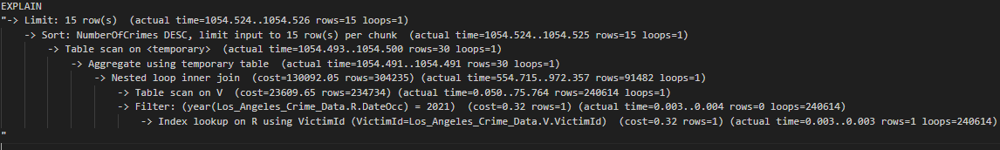 EXPLAIN
"-> Limit: 15 row(s)  (actual time=1054.524..1054.526 rows=15 loops=1)
-> Sort: NumberOfCrimes DESC, limit input to 15 row(s) per chunk  (actual time=1054.524..1054.525 rows=15 loops=1)
-> Table scan on <temporary>  (actual time=1054.493..1054.500 rows=30 loops=1)
-> Aggregate using temporary table  (actual time=1054.491..1054.491 rows=30 loops=1)
-> Nested loop inner join  (cost=130092.05 rows=304235) (actual time=554.715..972.357 rows=91482 loops=1)
-> Table scan on V  (cost=23609.65 rows=234734) (actual time=0.050..75.764 rows=240614 loops=1)
-> Filter: (year(Los_Angeles_Crime_Data.R.DateOcc) = 2021)  (cost=0.32 rows=1) (actual time=0.003..0.004 rows=0 loops=240614)
-> Index lookup on R using VictimId (VictimId=Los_Angeles_Crime_Data.V.VictimId)  (cost=0.32 rows=1) (actual time=0.003..0.003 rows=1 loops=240614)
"